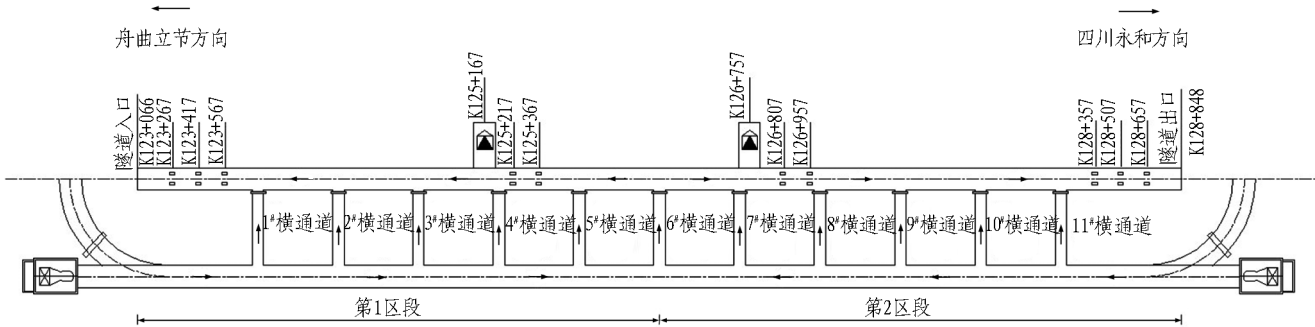 舟曲立节方向
四川永和方向
隧道入口
K123+066
K123+267
K123+417
K123+567
K125+167
K125+217
K125+367
K126+757
K126+807
K126+957
K128+357
K128+507
K128+657
隧道出口
K128+848
1#横通道
2#横通道
3#横通道
4#横通道
5#横通道
6#横通道
7#横通道
8#横通道
9#横通道
10#横通道
11#横通道
第1区段
第2区段